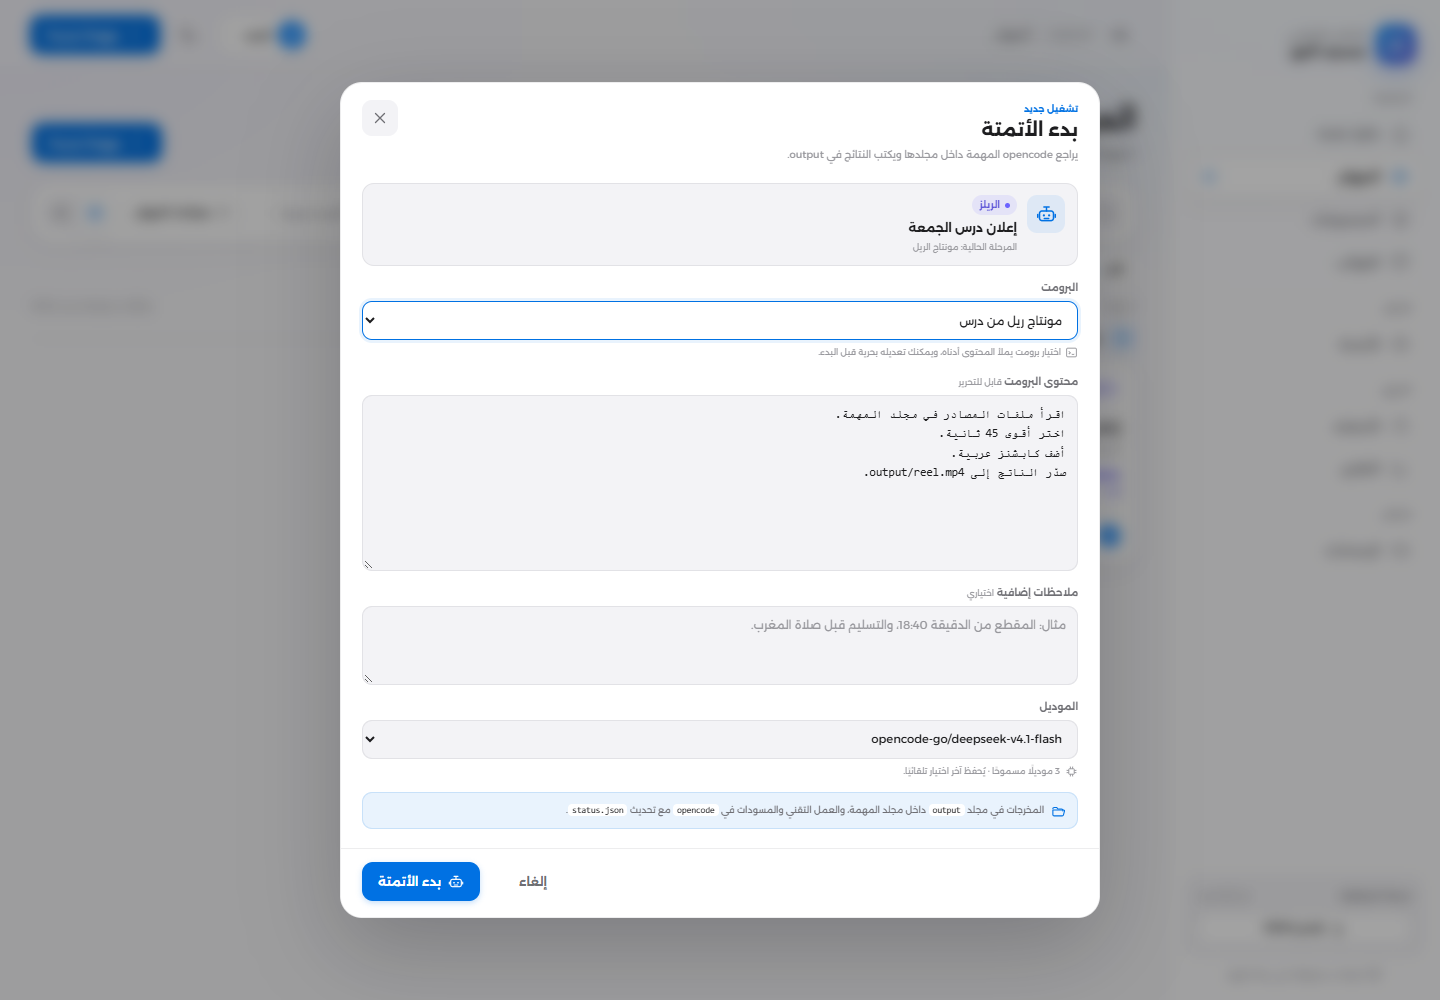 تشغيل جديد
بدء الأتمتة
يراجع opencode المهمة داخل مجلدها ويكتب النتائج في output.
الريلز
إعلان درس الجمعة
المرحلة الحالية: مونتاج الريل
البرومت
مونتاج ريل من درس
اختيار برومت يملأ المحتوى أدناه، ويمكنك تعديله بحرية قبل البدء.
محتوى البرومت قابل للتحرير
اقرأ ملفات المصادر في مجلد المهمة.
اختر أقوى 45 ثانية.
أضف كابشنز عربية.
صدّر الناتج إلى output/reel.mp4.
ملاحظات إضافية اختياري
مثال: المقطع من الدقيقة 18:40، والتسليم قبل صلاة المغرب.
الموديل
opencode-go/deepseek-v4.1-flash
3 موديلًا مسموحًا · يُحفظ آخر اختيار تلقائيًا.
المخرجات في مجلد output داخل مجلد المهمة، والعمل التقني والمسودات في opencode مع تحديث status.json.
إلغاء
بدء الأتمتة